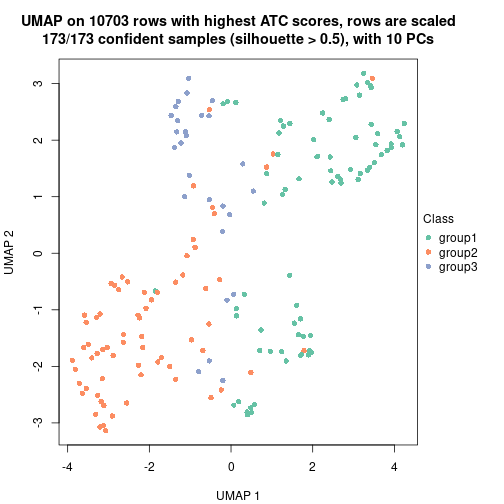 UMAP on 10703 rows with highest ATC scores, rows are scaled
173/173 confident samples (silhouette > 0.5), with 10 PCs
3
2
1
0
-1
-2
-3
UMAP 2
-4
-2
0
2
4
UMAP 1
Class
group1
group2
group3